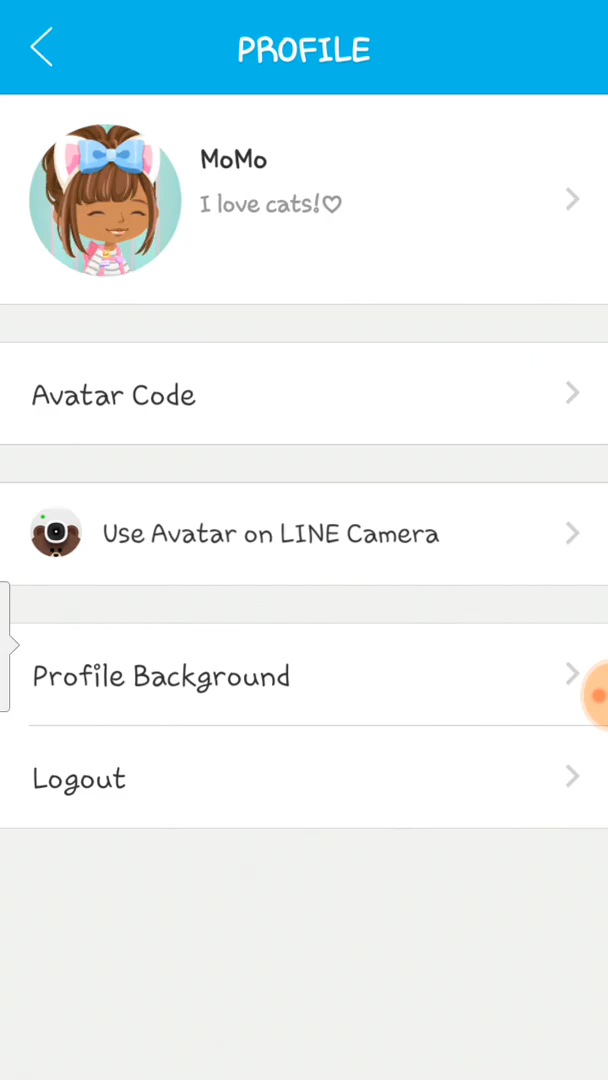 PROFILE
MoMo
I love cats!♡
Avatar Code
Use Avatar on LINE Camera
Profile Background
Logout